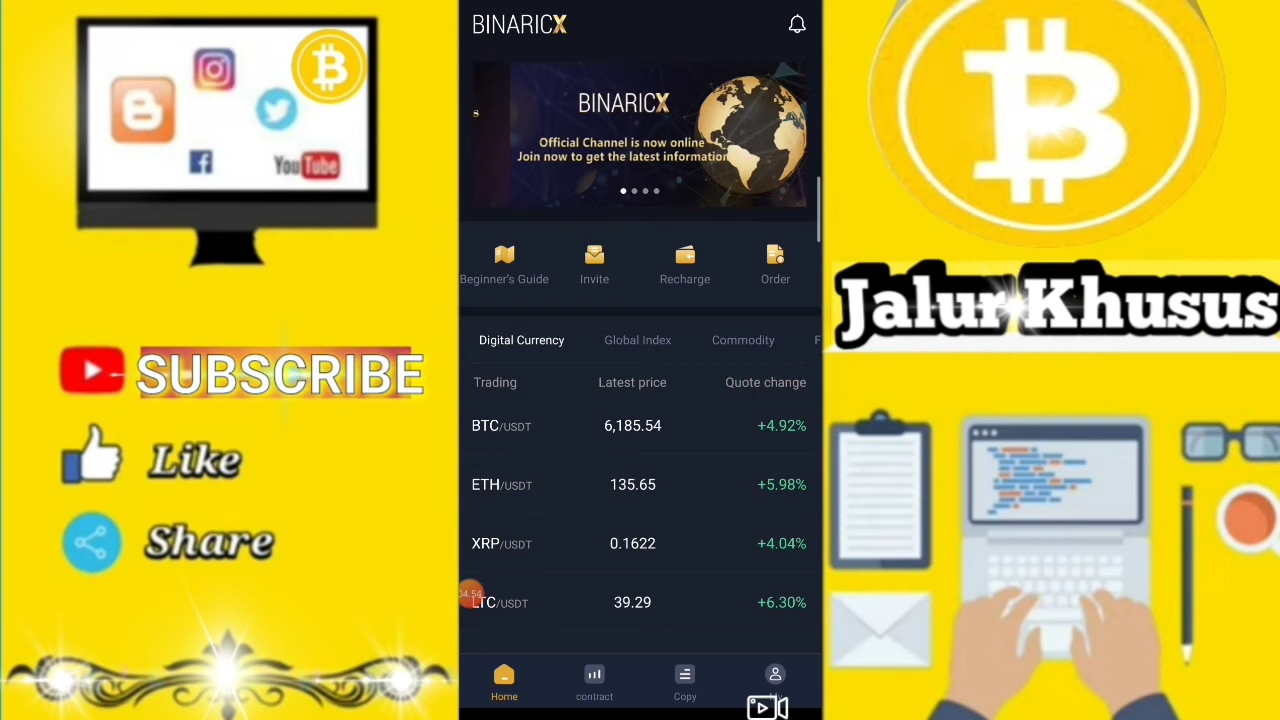 YouTube
SUBSCRIBE
Like
Share
BINARICX
BINARICX
Official Channel is now online
Join now to get the latest information
Beginner's Guide
Invite
Recharge
Order
Digital Currency
Global Index
Commodity
F
Trading
Latest price
Quote change
BTC/USDT
6,185.54
+4.92%
ETH/USDT
135.65
+5.98%
XRP/USDT
0.1622
+4.04%
04:54
LTC/USDT
39.29
+6.30%
Home
contract
Copy
Jalur Khusus